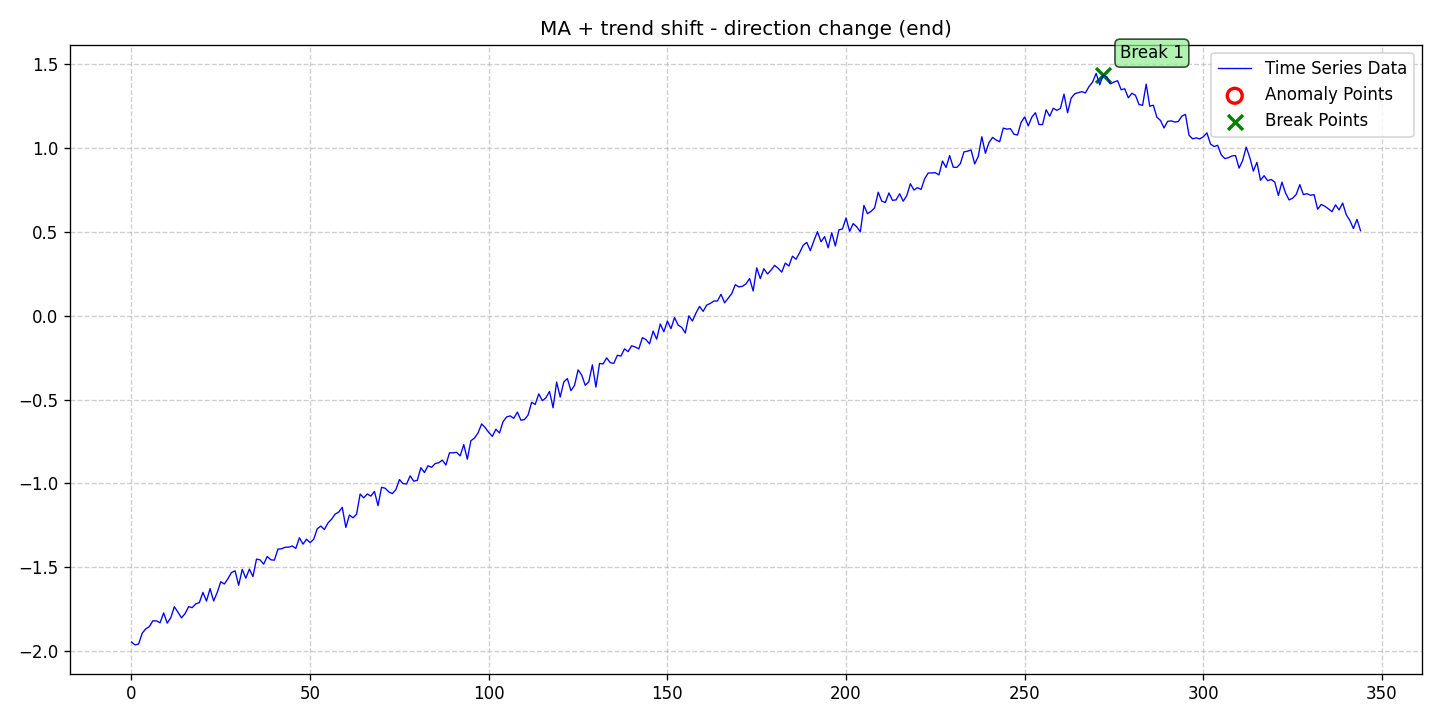 MA + trend shift - direction change (end)
Break 1
Time Series Data
Anomaly Points
Break Points
1.5
1.0
0.5
0.0
−0.5
−1.0
−1.5
−2.0
0 50 100 150 200 250 300 350